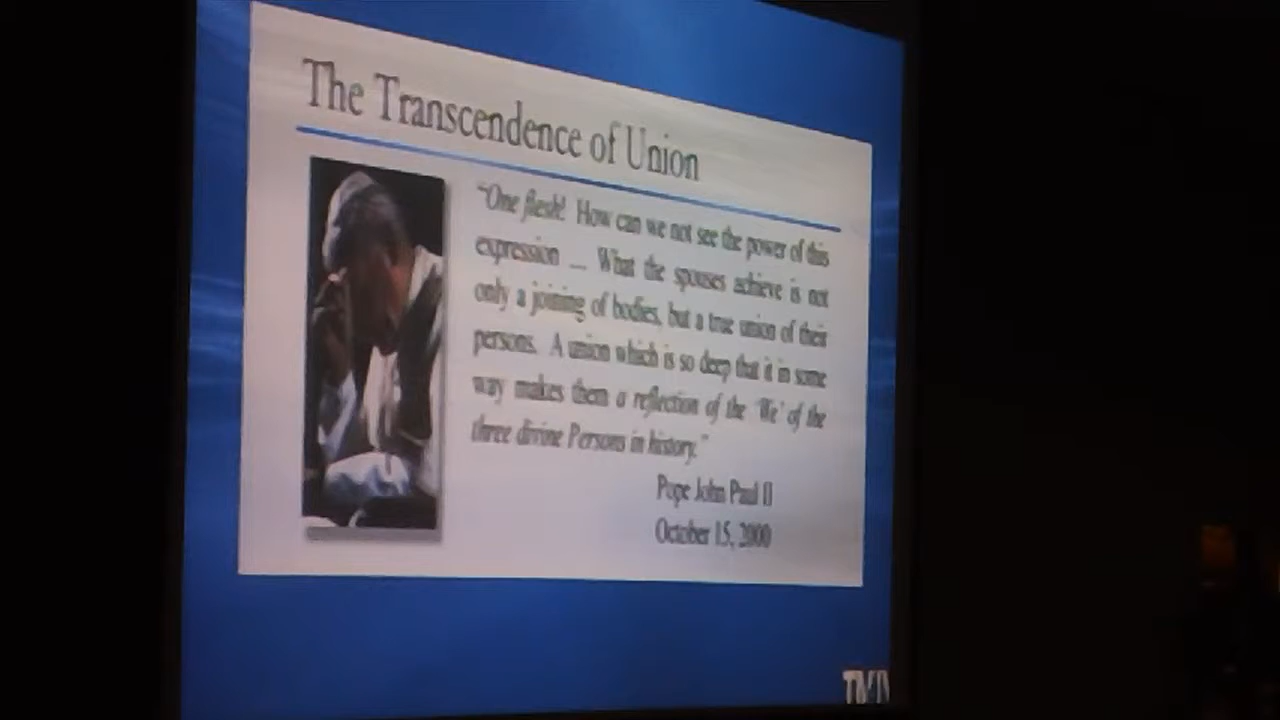 The Transcendence of Union
"One flesh! How can we not see the power of this
expression ... What the spouses achieve is not
only a joining of bodies, but a true union of their
persons. A union which is so deep that it in some
way makes them a reflection of the 'We' of the
three divine Persons in history."
Pope John Paul II
October 15, 2000